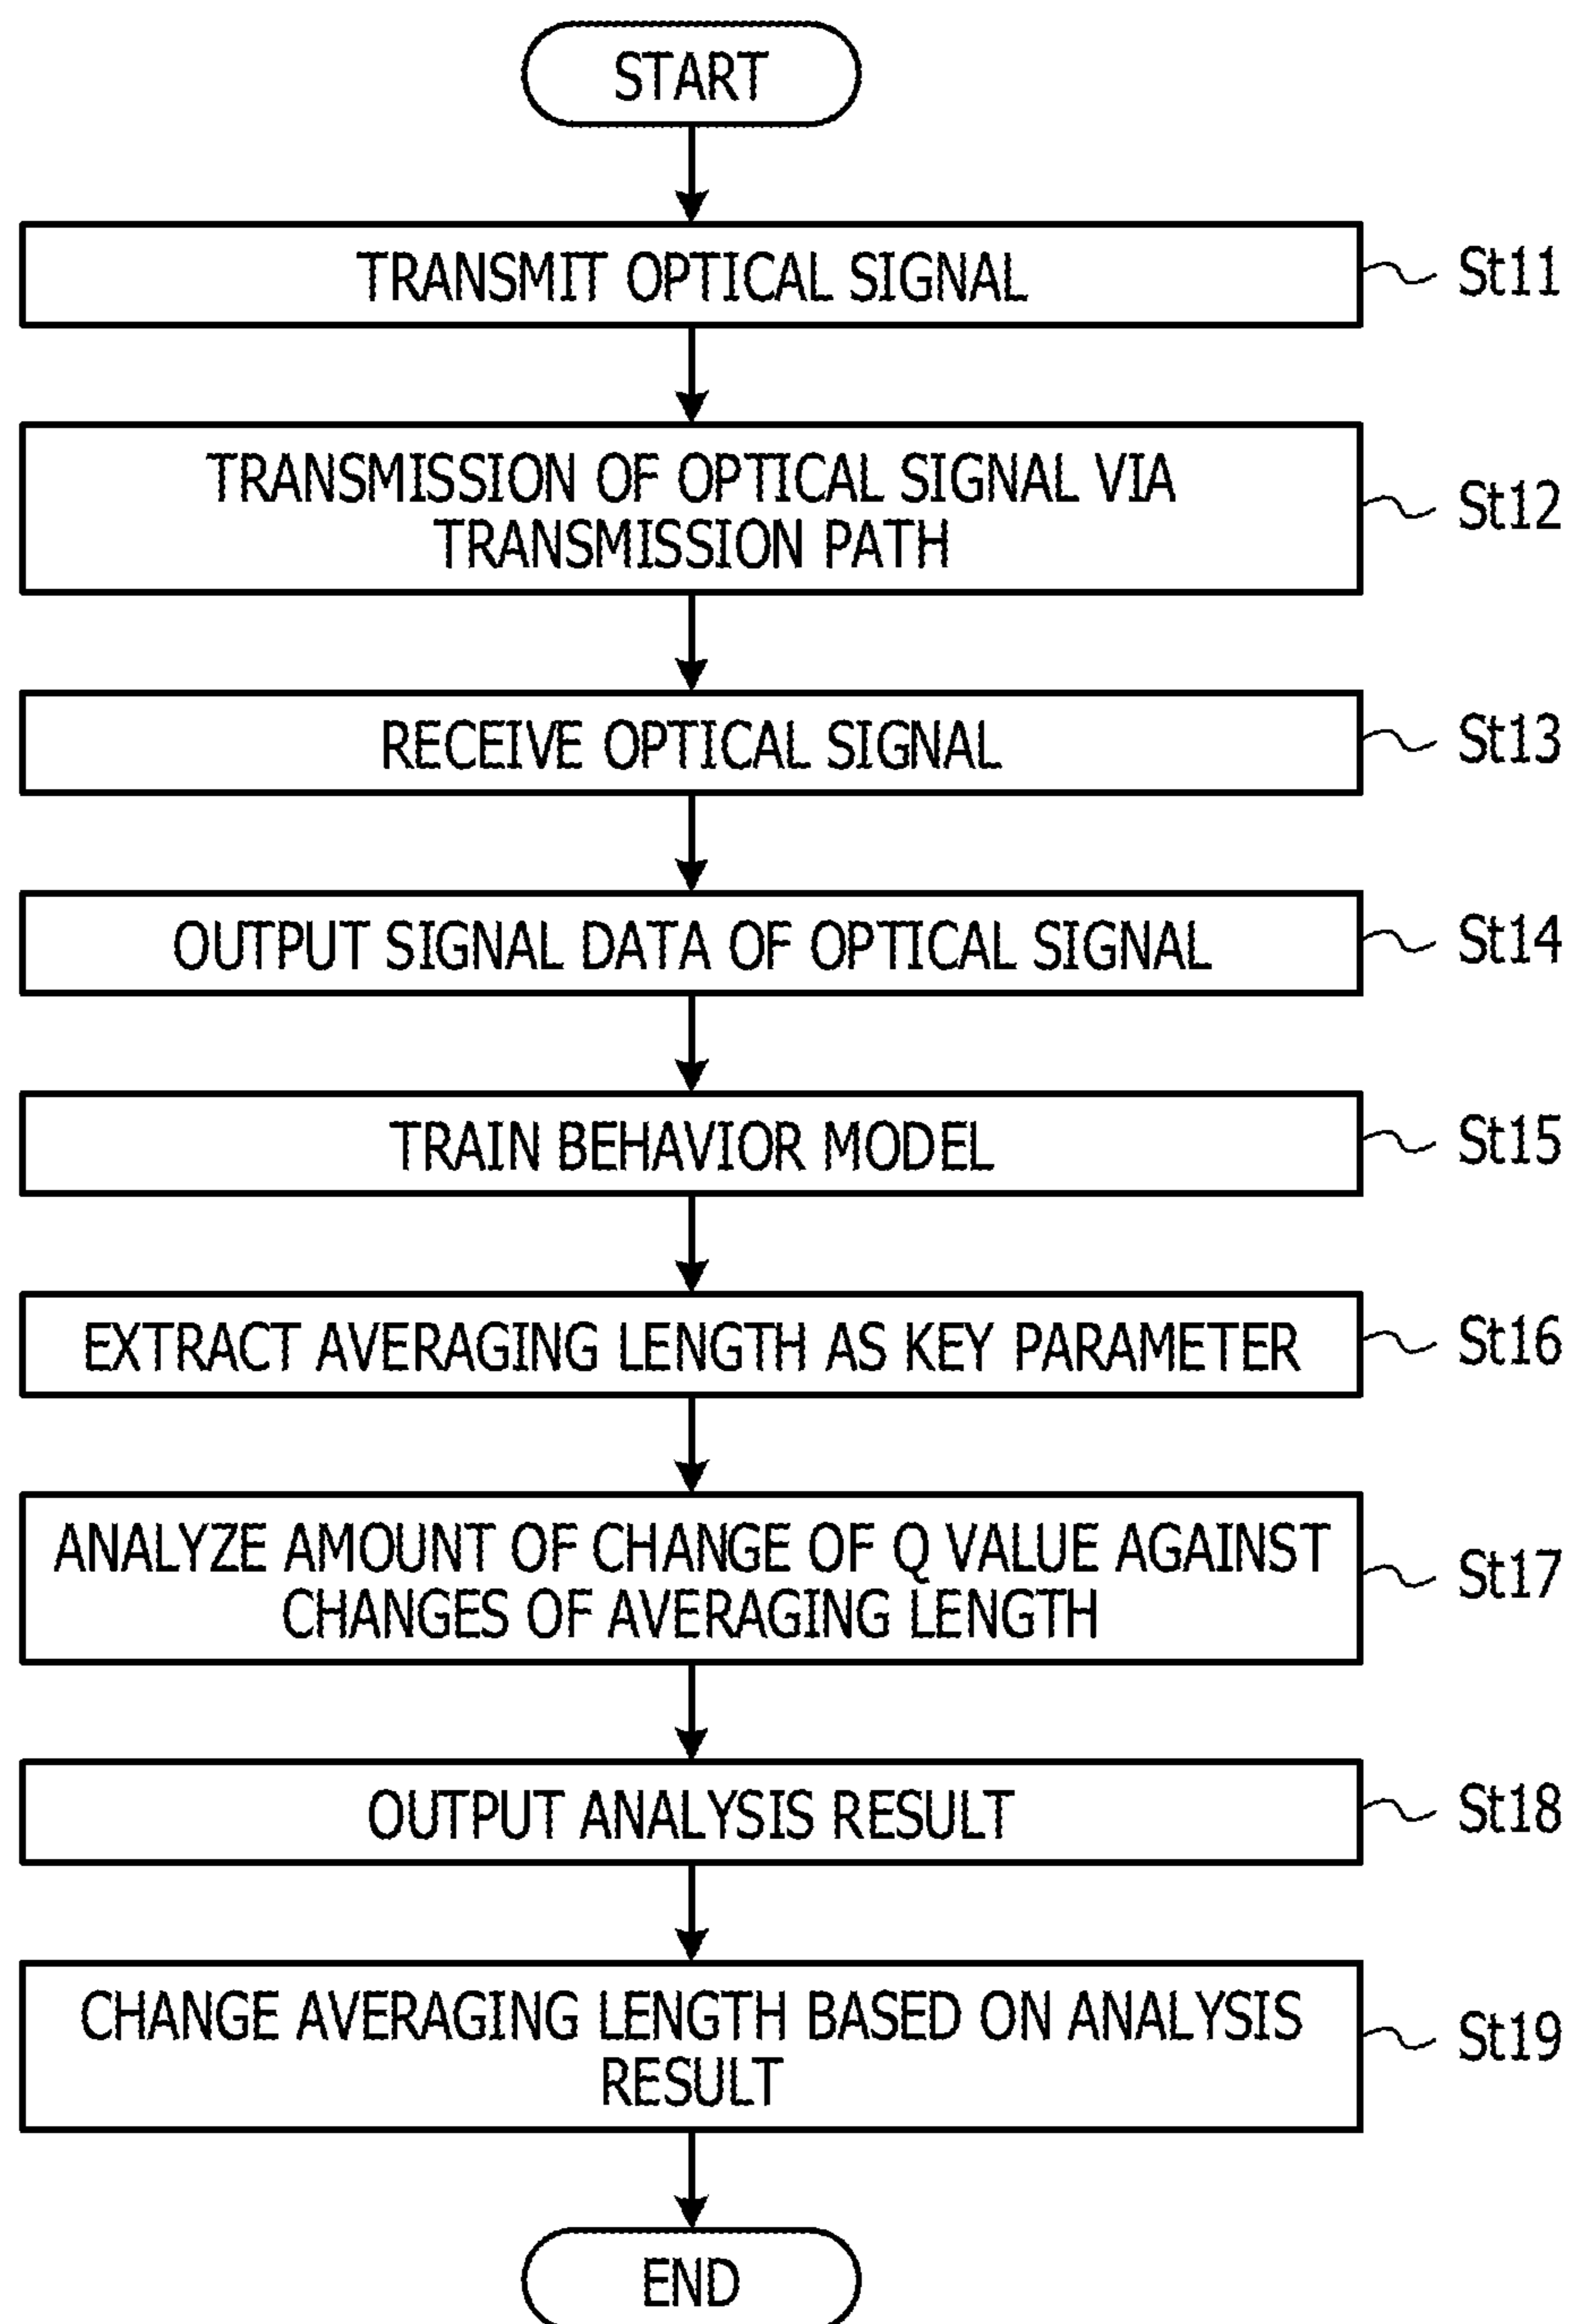 START
TRANSMIT OPTICAL SIGNAL
St11
TRANSMISSION OF OPTICAL SIGNAL VIA
TRANSMISSION PATH
St12
RECEIVE OPTICAL SIGNAL
St13
OUTPUT SIGNAL DATA OF OPTICAL SIGNAL
St14
TRAIN BEHAVIOR MODEL
St15
EXTRACT AVERAGING LENGTH AS KEY PARAMETER
St16
ANALYZE AMOUNT OF CHANGE OF Q VALUE AGAINST
CHANGES OF AVERAGING LENGTH
St17
OUTPUT ANALYSIS RESULT
St18
CHANGE AVERAGING LENGTH BASED ON ANALYSIS
RESULT
St19
END